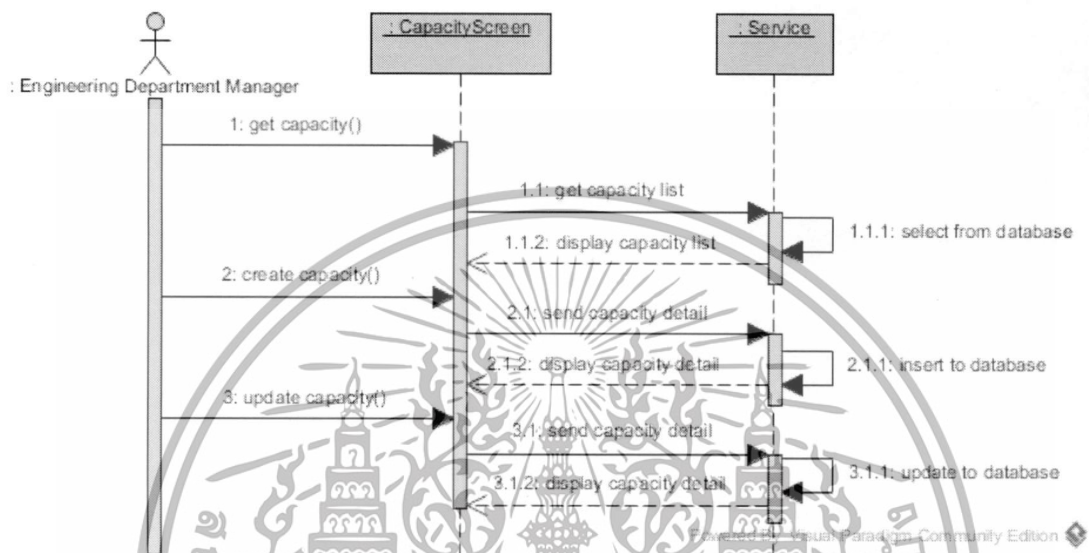 : CapacityScreen
: Service
: Engineering Department Manager
1: get capacity()
1.1: get capacity list
1.1.1: select from database
1.1.2: display capacity list
2: create capacity()
2.1: send capacity detail
2.1.2: display capacity detail
2.1.1: insert to database
3: update capacity()
3.1: send capacity detail
3.1.1: update to database
3.1.2: display capacity detail
Powered By Visual Paradigm Community Edition